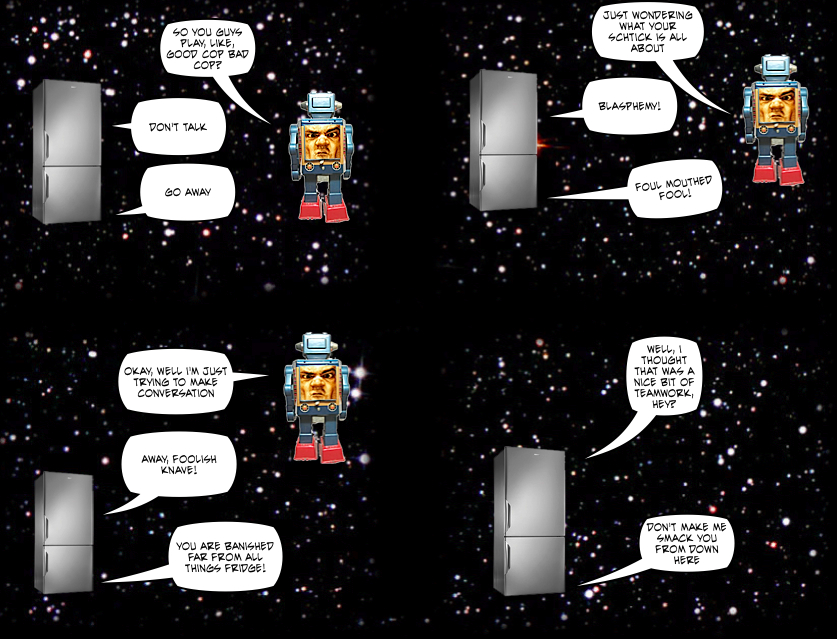 SO YOU GUYS
PLAY, LIKE,
GOOD COP BAD
COP?
DON'T TALK
GO AWAY
JUST WONDERING
WHAT YOUR
SCHTICK IS ALL
ABOUT
BLASPHEMY!
FOUL MOUTHED
FOOL!
OKAY, WELL I'M JUST
TRYING TO MAKE
CONVERSATION
AWAY, FOOLISH
KNAVE!
YOU ARE BANISHED
FAR FROM ALL
THINGS FRIDGE!
WELL, I
THOUGHT
THAT WAS A
NICE BIT OF
TEAMWORK,
HEY?
DON'T MAKE ME
SMACK YOU
FROM DOWN
HERE